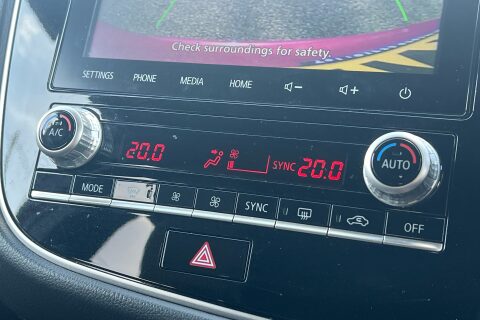 Check surroundings for safety.
SETTINGS PHONE MEDIA HOME
A/C 20.0 SYNC 20.0 AUTO
MODE SYNC OFF